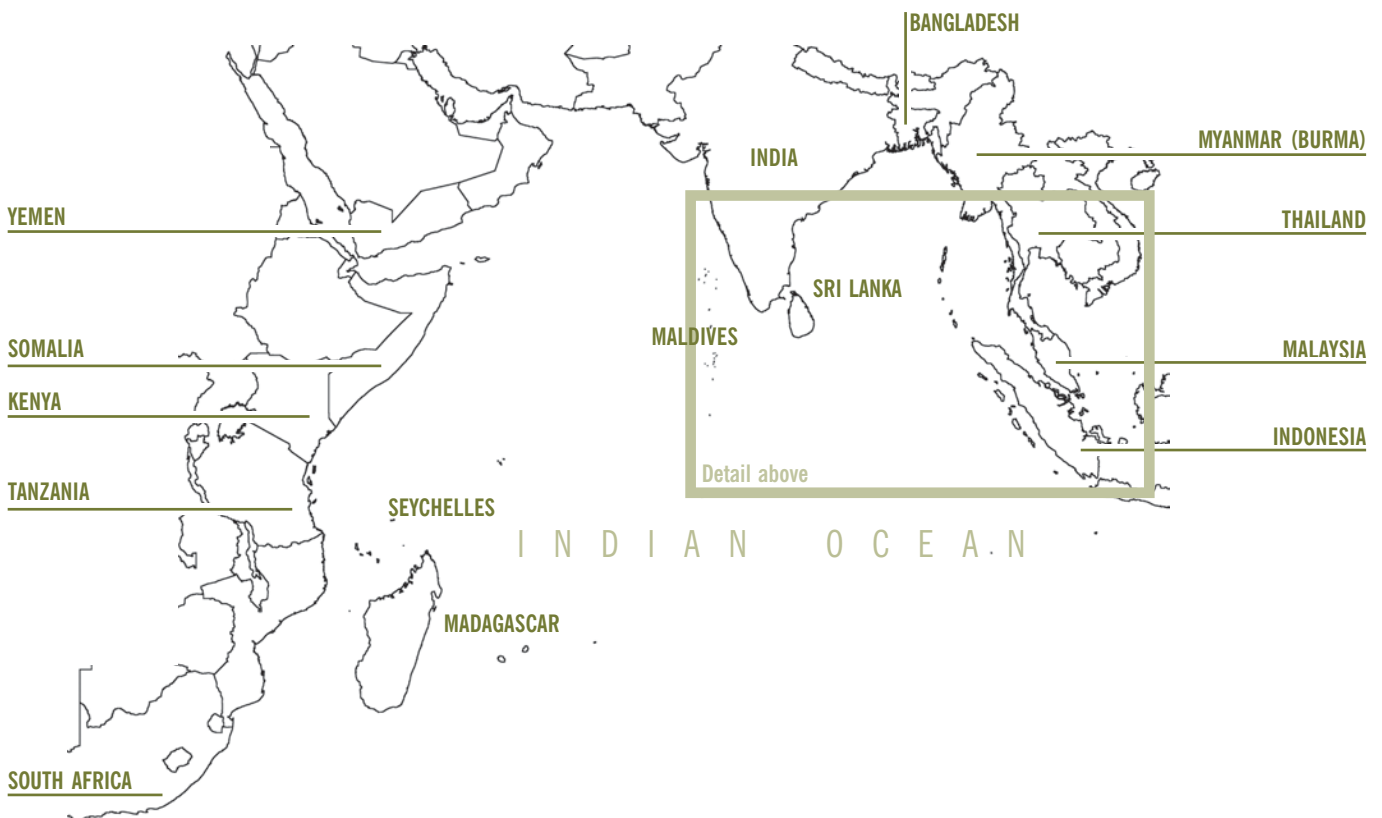 BANGLADESH
MYANMAR (BURMA)
INDIA
YEMEN
THAILAND
SRI LANKA
MALDIVES
SOMALIA
MALAYSIA
KENYA
INDONESIA
Detail above
TANZANIA
SEYCHELLES
INDIAN OCEAN
MADAGASCAR
SOUTH AFRICA